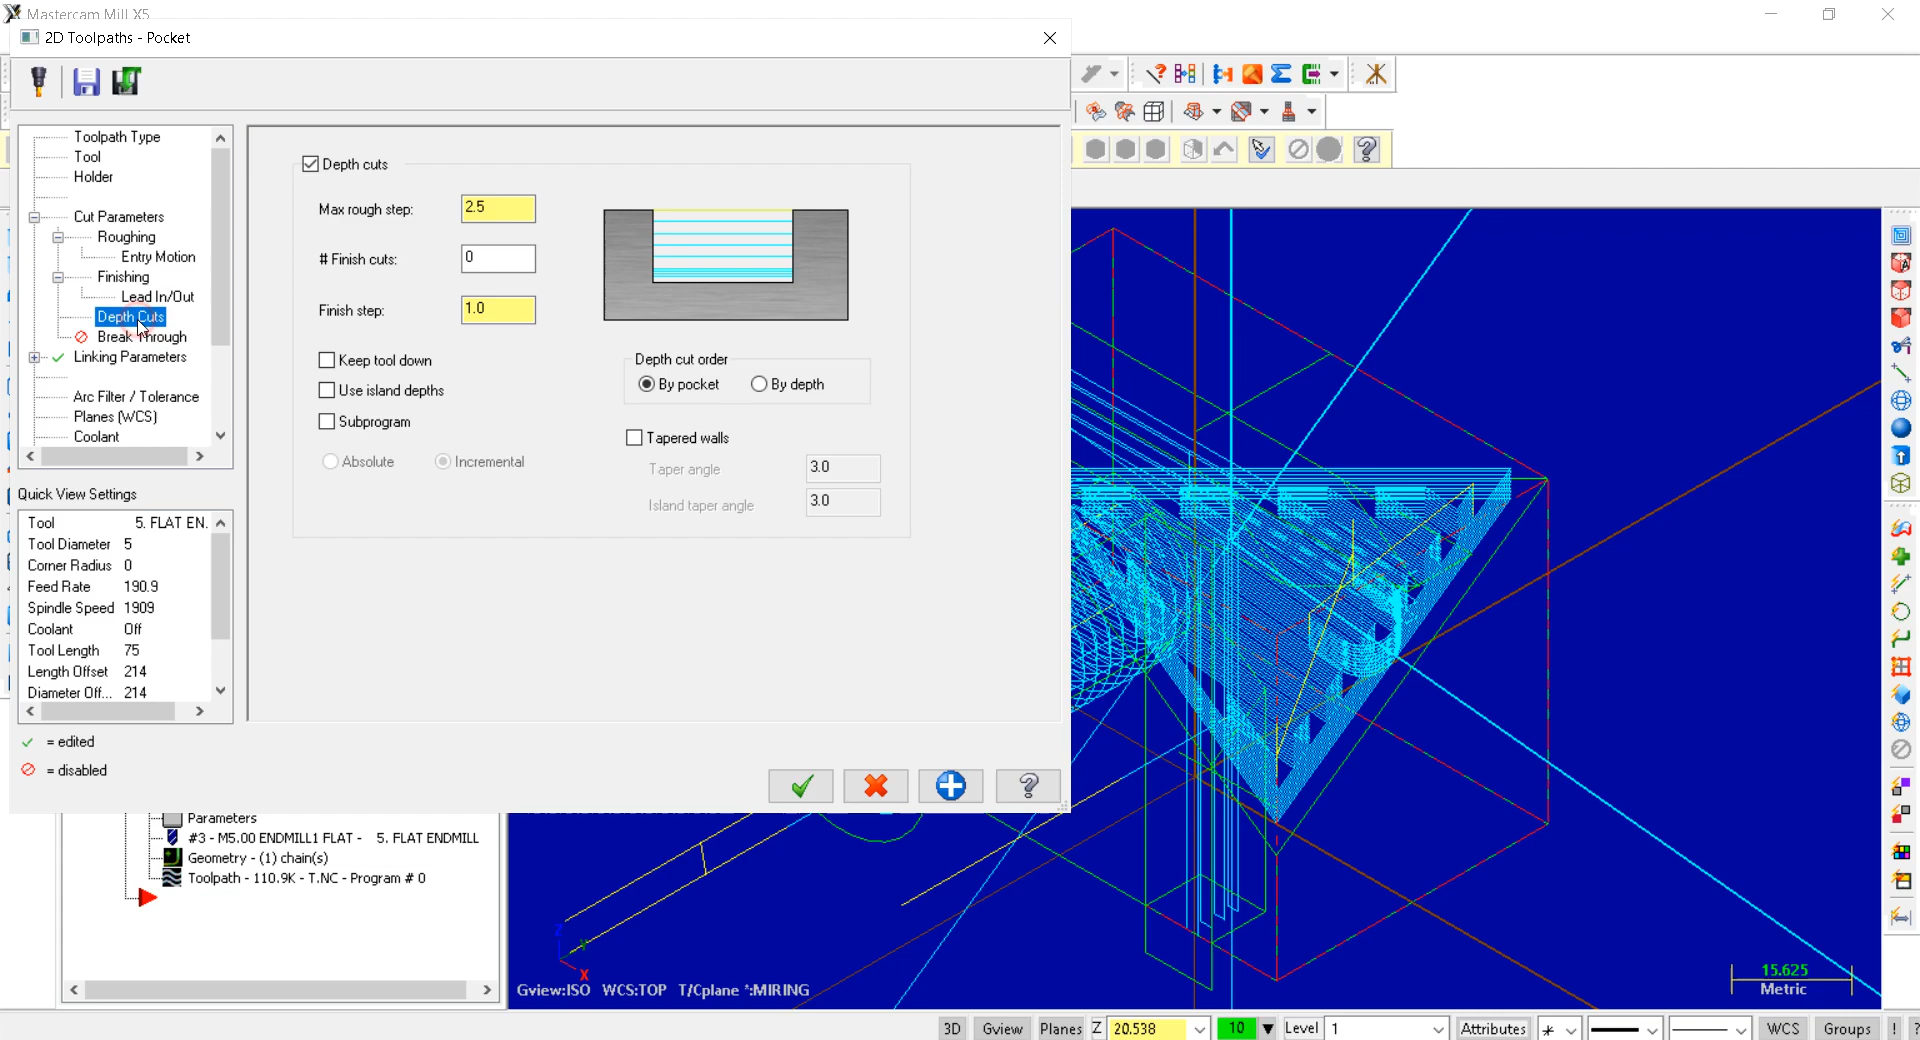 Mastercam Mill X5
2D Toolpaths - Pocket
Toolpath Type
Tool
Holder
Cut Parameters
Roughing
Entry Motion
Finishing
Lead In/Out
Depth Cuts
Break Through
Linking Parameters
Arc Filter / Tolerance
Planes (WCS)
Coolant
Quick View Settings
Tool 5. FLAT EN.
Tool Diameter 5
Corner Radius 0
Feed Rate 190.9
Spindle Speed 1909
Coolant Off
Tool Length 75
Length Offset 214
Diameter Off... 214
= edited
= disabled
Depth cuts
Max rough step: 2.5
# Finish cuts: 0
Finish step: 1.0
Keep tool down
Use island depths
Subprogram
Absolute Incremental
Depth cut order
By pocket By depth
Tapered walls
Taper angle 3.0
Island taper angle 3.0
Parameters
#3 - M5.00 ENDMILL1 FLAT - 5. FLAT ENDMILL
Geometry - (1) chain(s)
Toolpath - 110.9K - T.NC - Program # 0
Z
Y
X
Gview:ISO WCS:TOP T/Cplane *:MIRING
15.625
Metric
3D Gview Planes Z 20.538 10 Level 1 Attributes WCS Groups ! ?